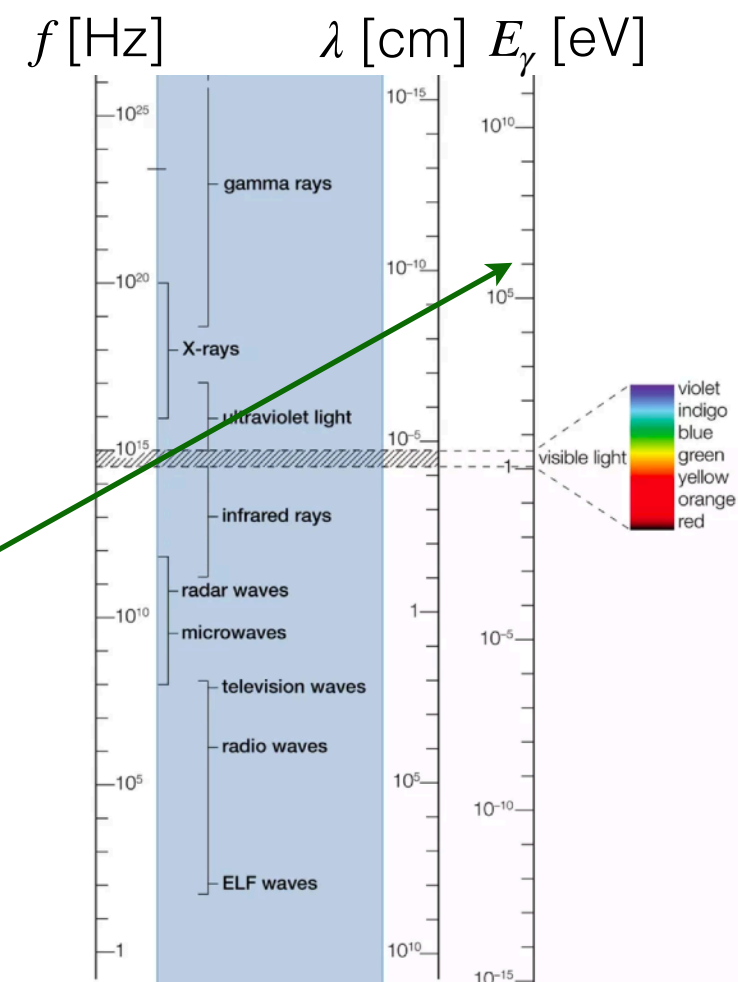 f [Hz] λ [cm] E_γ [eV]
10^25
10^20
10^15
10^10
10^5
1
gamma rays
X-rays
ultraviolet light
infrared rays
radar waves
microwaves
television waves
radio waves
ELF waves
10^-15
10^-10
10^-5
1
10^5
10^10
10^10
10^5
1
10^-5
10^-10
10^-15
visible light
violet
indigo
blue
green
yellow
orange
red